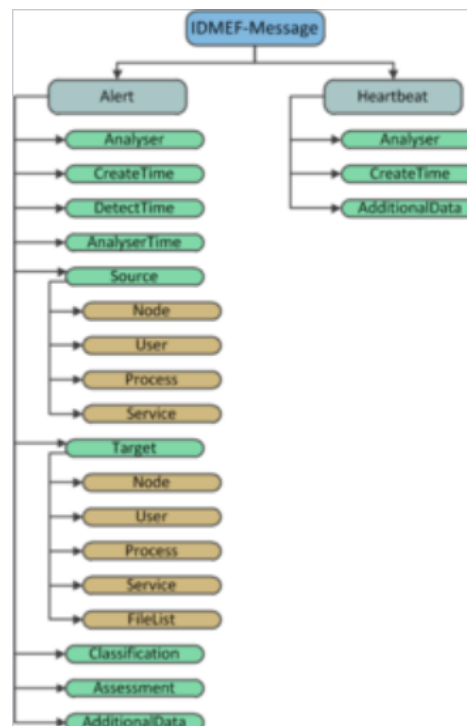 IDMEF-Message
Alert
Heartbeat
Analyser
CreateTime
DetectTime
AnalyserTime
Source
Node
User
Process
Service
Target
Node
User
Process
Service
FileList
Classification
Assessment
AdditionalData
Analyser
CreateTime
AdditionalData